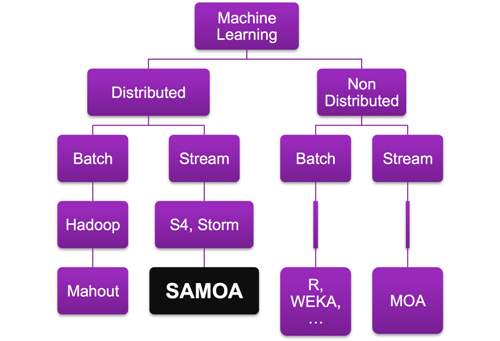 Machine
Learning
Distributed
Non
Distributed
Batch
Stream
Batch
Stream
Hadoop
S4, Storm
Mahout
SAMOA
R,
WEKA,
…
MOA